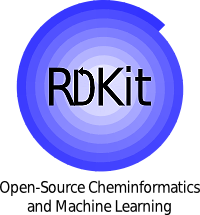 RDKit
Open-Source Cheminformatics
and Machine Learning